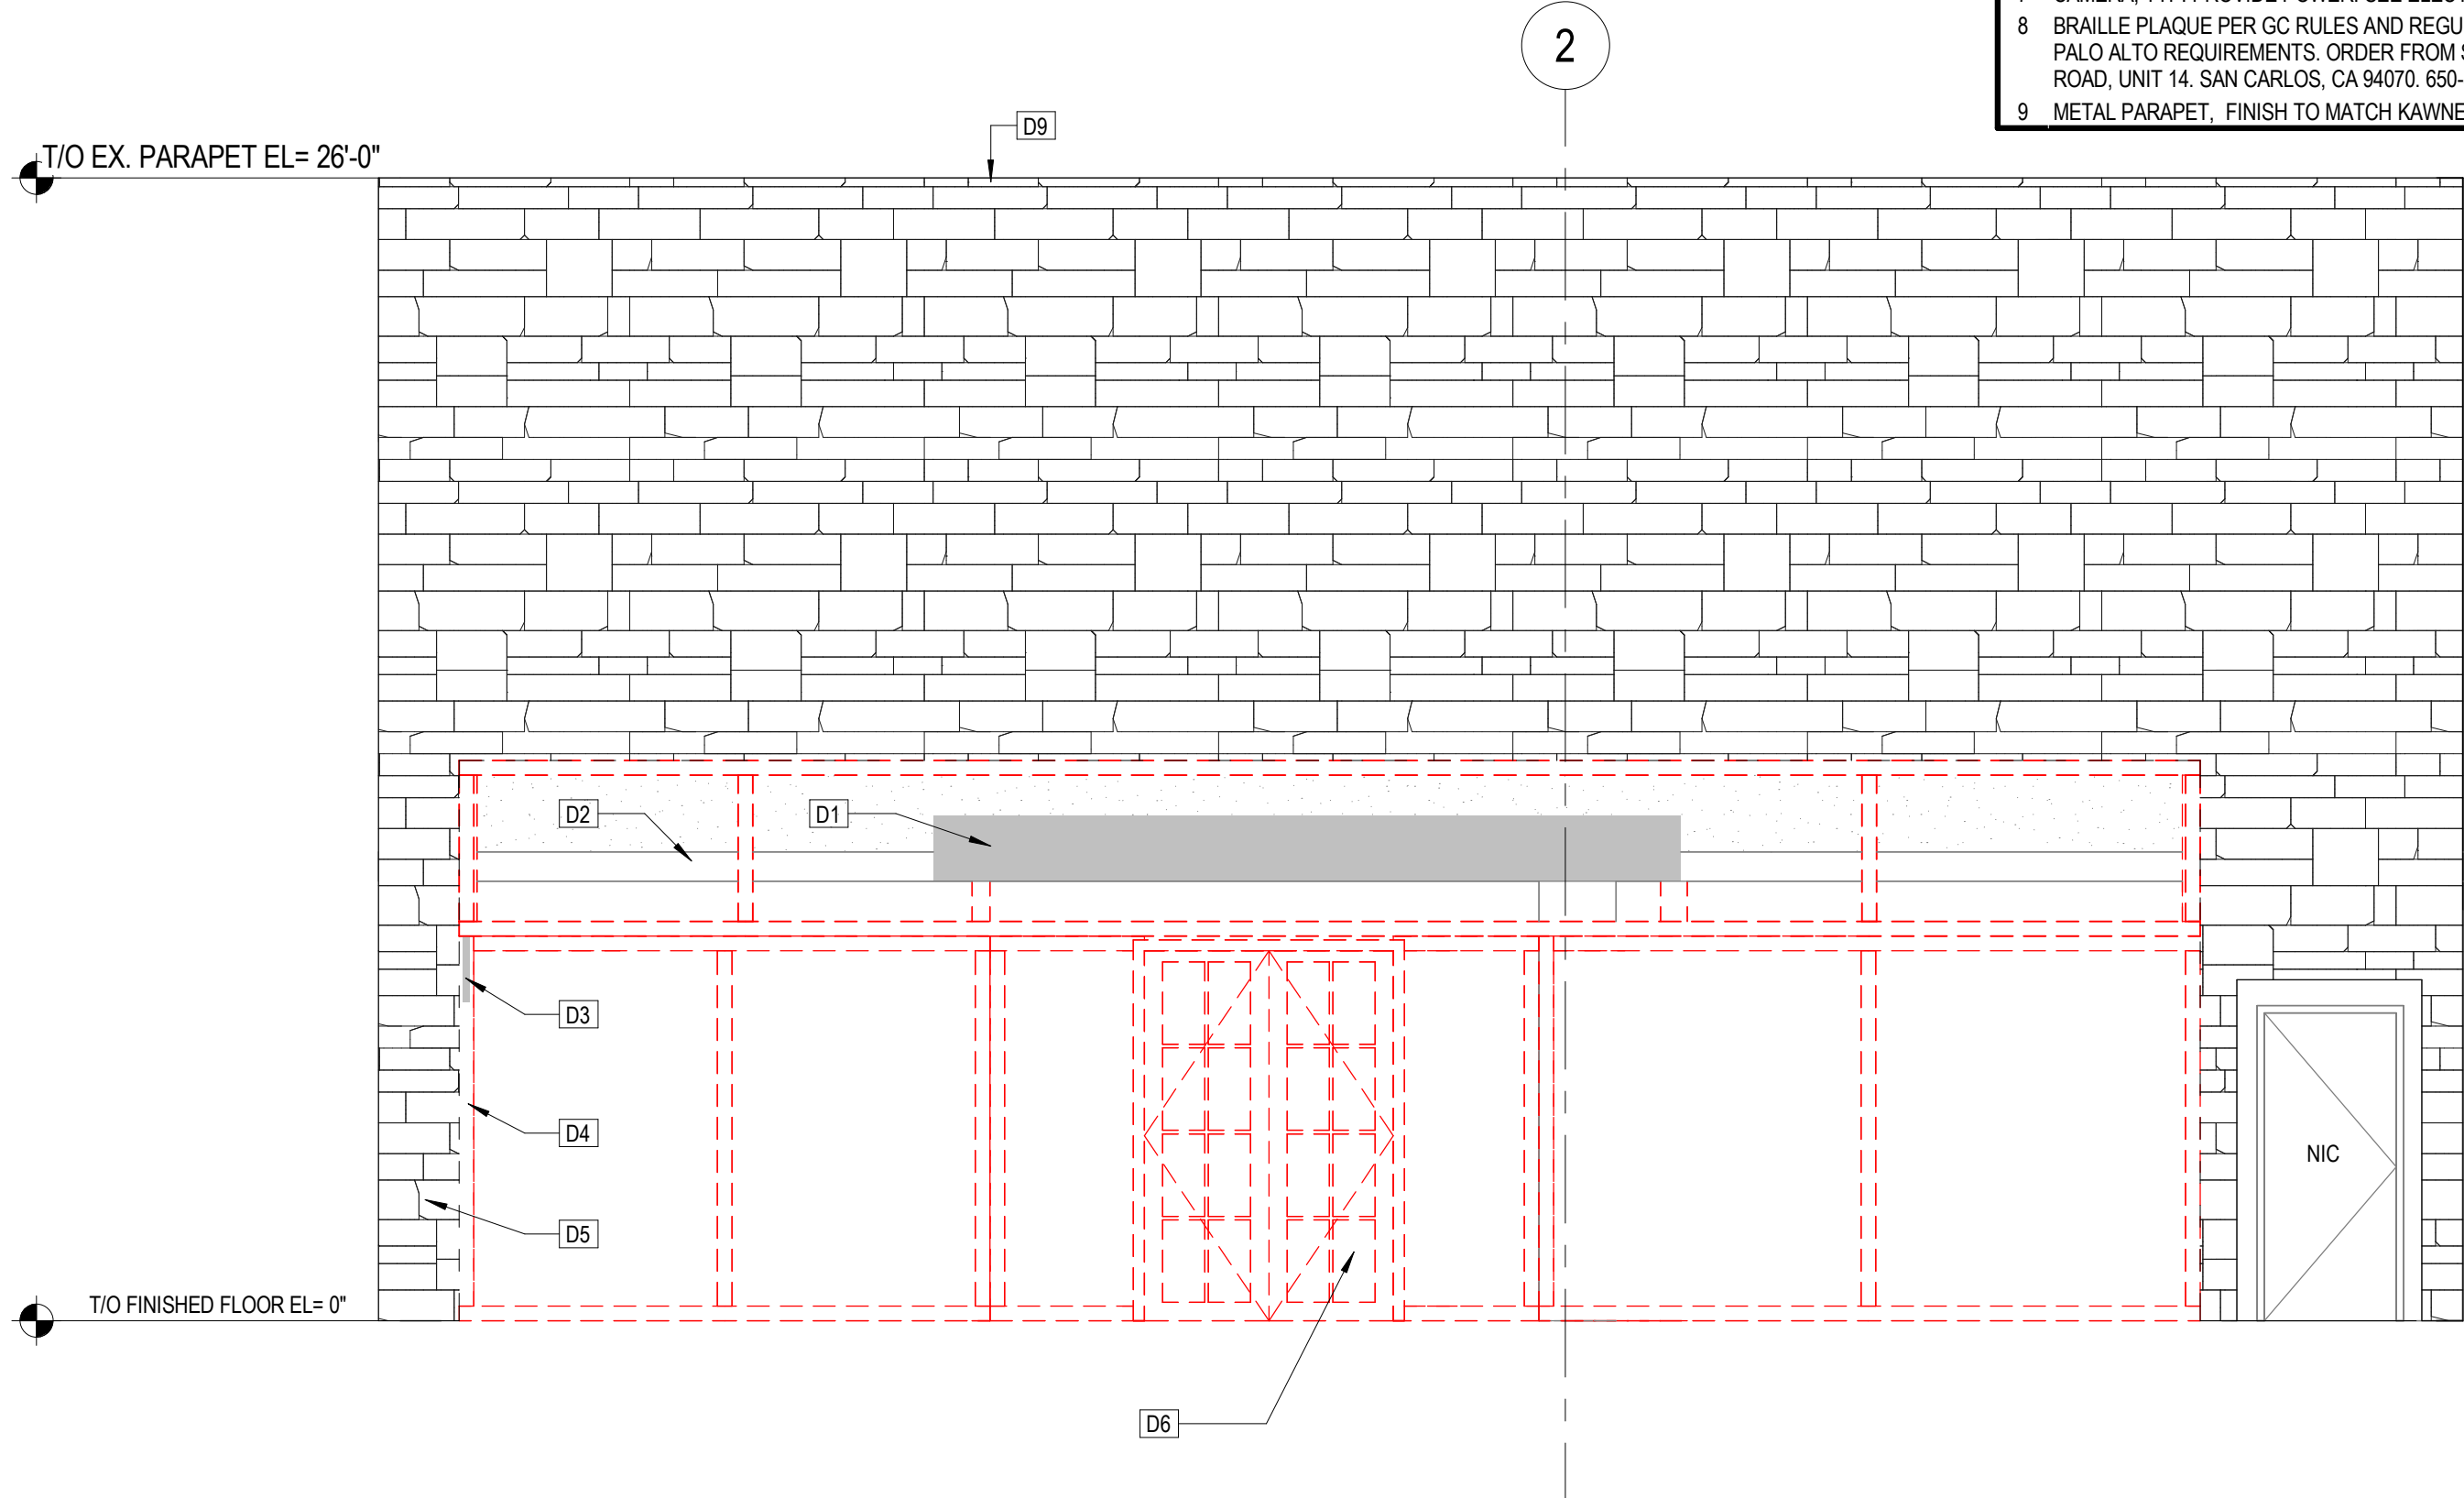 8 BRAILLE PLAQUE PER GC RULES AND REGU
PALO ALTO REQUIREMENTS. ORDER FROM
ROAD, UNIT 14. SAN CARLOS, CA 94070. 650-
9 METAL PARAPET, FINISH TO MATCH KAWNE
2
D9
T/O EX. PARAPET EL= 26'-0"
D2
D1
D3
D4
D5
NIC
T/O FINISHED FLOOR EL= 0"
D6